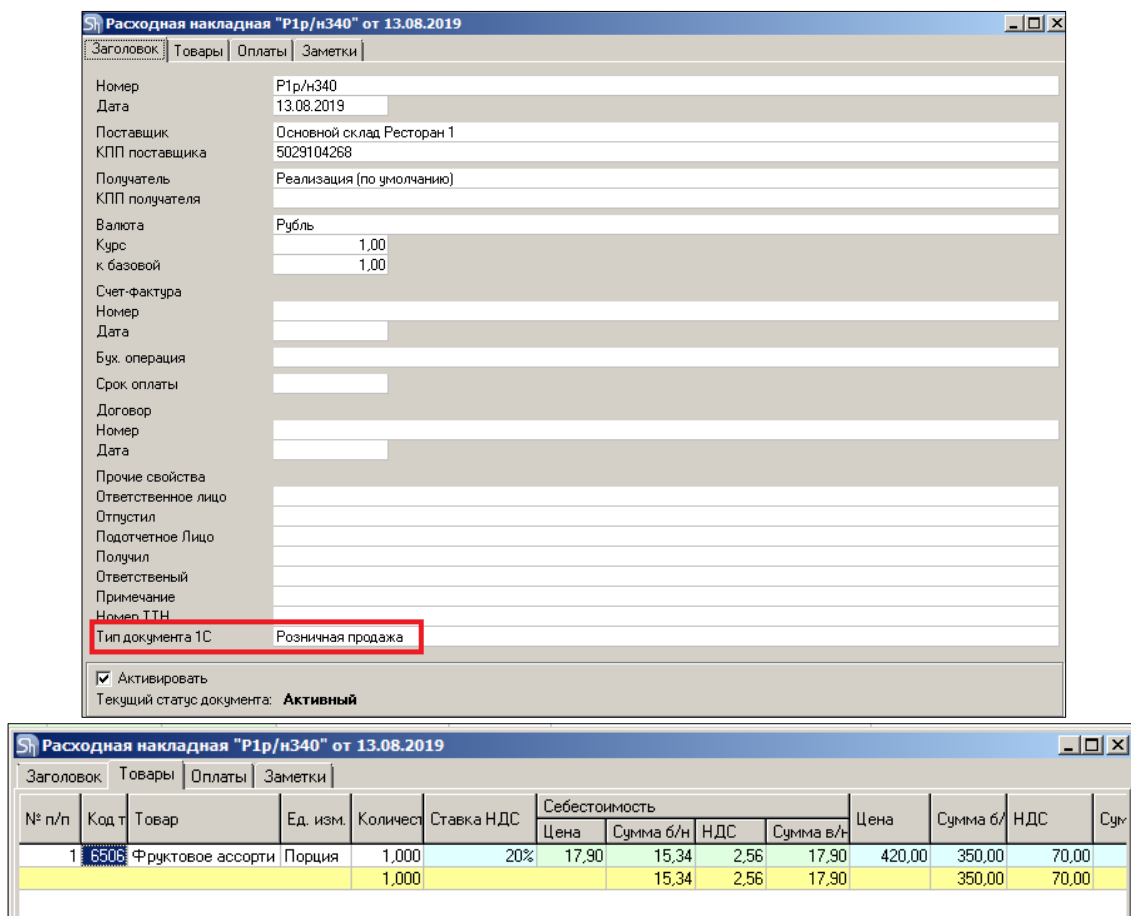 Sh Расходная накладная "Р1р/н340" от 13.08.2019
Заголовок Товары Оплаты Заметки
Номер Р1р/н340
Дата 13.08.2019
Поставщик Основной склад Ресторан 1
КПП поставщика 5029104268
Получатель Реализация (по умолчанию)
КПП получателя
Валюта Рубль
Курс 1,00
к базовой 1,00
Счет-фактура
Номер
Дата
Бух. операция
Срок оплаты
Договор
Номер
Дата
Прочие свойства
Ответственное лицо
Отпустил
Подотчетное Лицо
Получил
Ответственый
Примечание
Номер ТТН
Тип документа 1С Розничная продажа
Активировать
Текущий статус документа: Активный
Sh Расходная накладная "Р1р/н340" от 13.08.2019
Заголовок Товары Оплаты Заметки
№ п/п Код т Товар Ед. изм. Количест Ставка НДС Себестоимость Цена Сумма б/ НДС Сум
Цена Сумма б/н НДС Сумма в/н
1 6506 Фруктовое ассорти Порция 1,000 20% 17,90 15,34 2,56 17,90 420,00 350,00 70,00
1,000 15,34 2,56 17,90 350,00 70,00